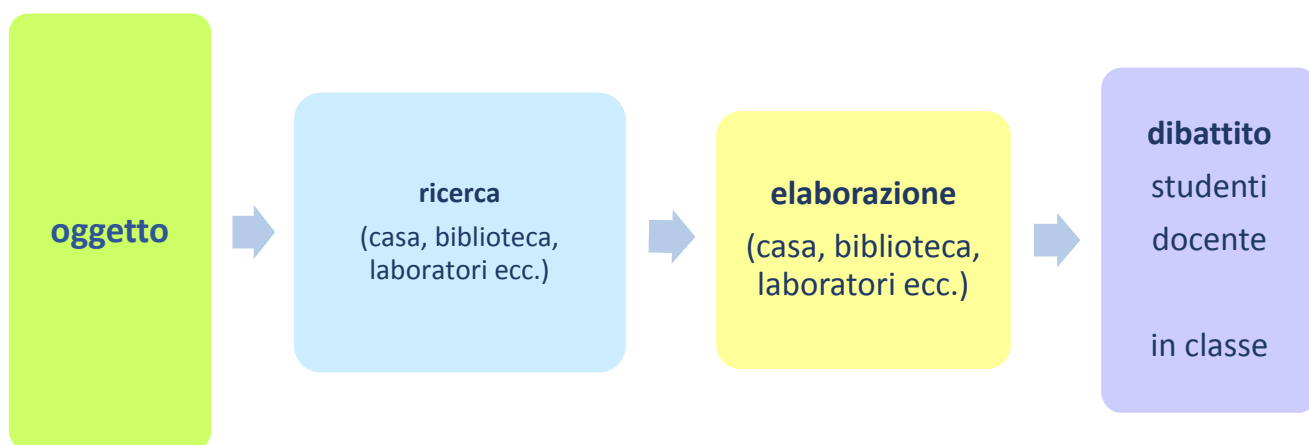 oggetto
ricerca
(casa, biblioteca,
laboratori ecc.)
elaborazione
(casa, biblioteca,
laboratori ecc.)
dibattito
studenti
docente
in classe